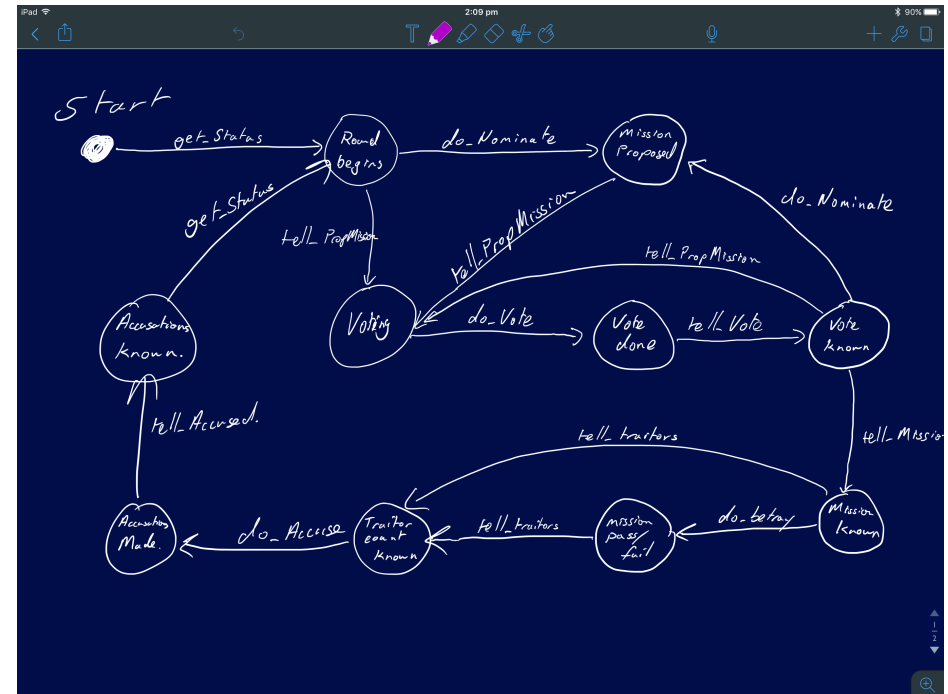 iPad
2:09 pm
90%
T
Start
get_Status
Round
begins
do_Nominate
Mission
Proposed
get_Status
tell_PropMission
tell_PropMission
do_Nominate
tell_PropMission
Accusations
Known.
Voting
do_Vote
Vote
done
tell_Vote
Vote
known
tell_Accused.
tell_traitors
tell_Mission
Accusations
Made.
do_Accuse
Traitor
count
known
tell_traitors
mission
pass/
fail
do_betray
Mission
Known
1
2